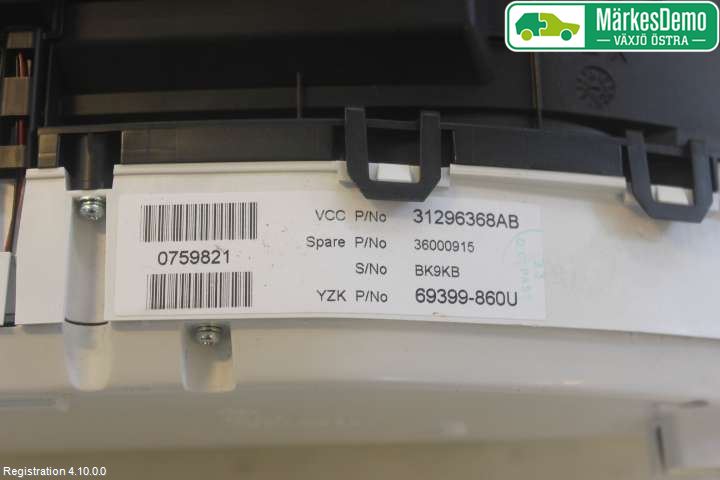 MärkesDemo
VÄXJÖ ÖSTRA
VCC P/No 31296368AB
Spare P/No 36000915
0759821
S/No BK9KB
YZK P/No 69399-860U
Registration 4.10.0.0